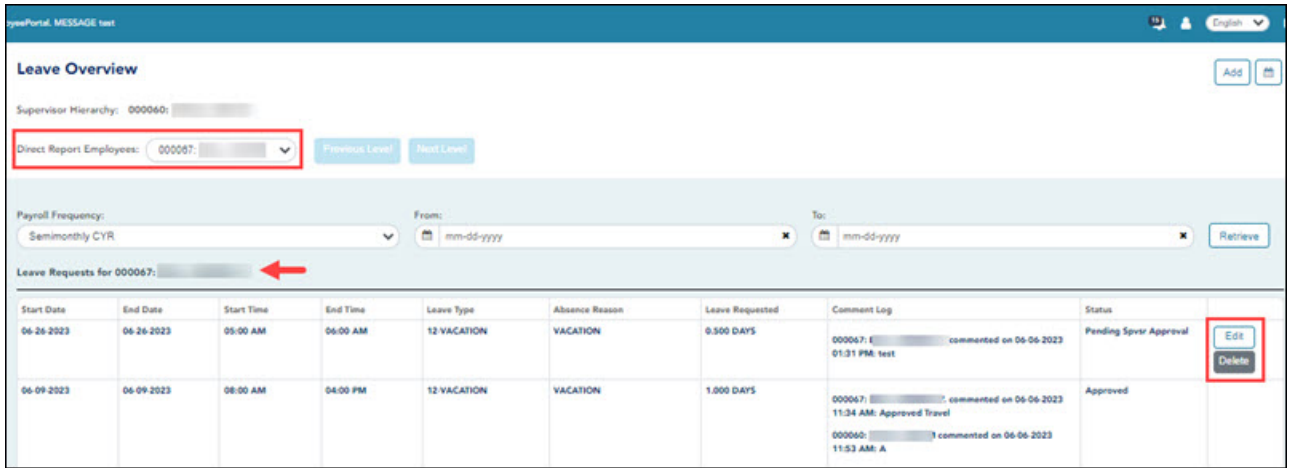 oyeePortal. MESSAGE test
15
English
Leave Overview
Add
Supervisor Hierarchy: 000060:
Direct Report Employees: 000067:
Previous Level Next Level
Payroll Frequency: From: To:
Semimonthly CYR mm-dd-yyyy mm-dd-yyyy Retrieve
Leave Requests for 000067:
Start Date End Date Start Time End Time Leave Type Absence Reason Leave Requested Comment Log Status
06-26-2023 06-26-2023 05:00 AM 06:00 AM 12-VACATION VACATION 0.500 DAYS Pending Spvsr Approval
000067: commented on 06-06-2023
01:31 PM: test
Edit
Delete
06-09-2023 06-09-2023 08:00 AM 04:00 PM 12-VACATION VACATION 1.000 DAYS Approved
000067: commented on 06-06-2023
11:34 AM: Approved Travel
000060: commented on 06-06-2023
11:53 AM: A